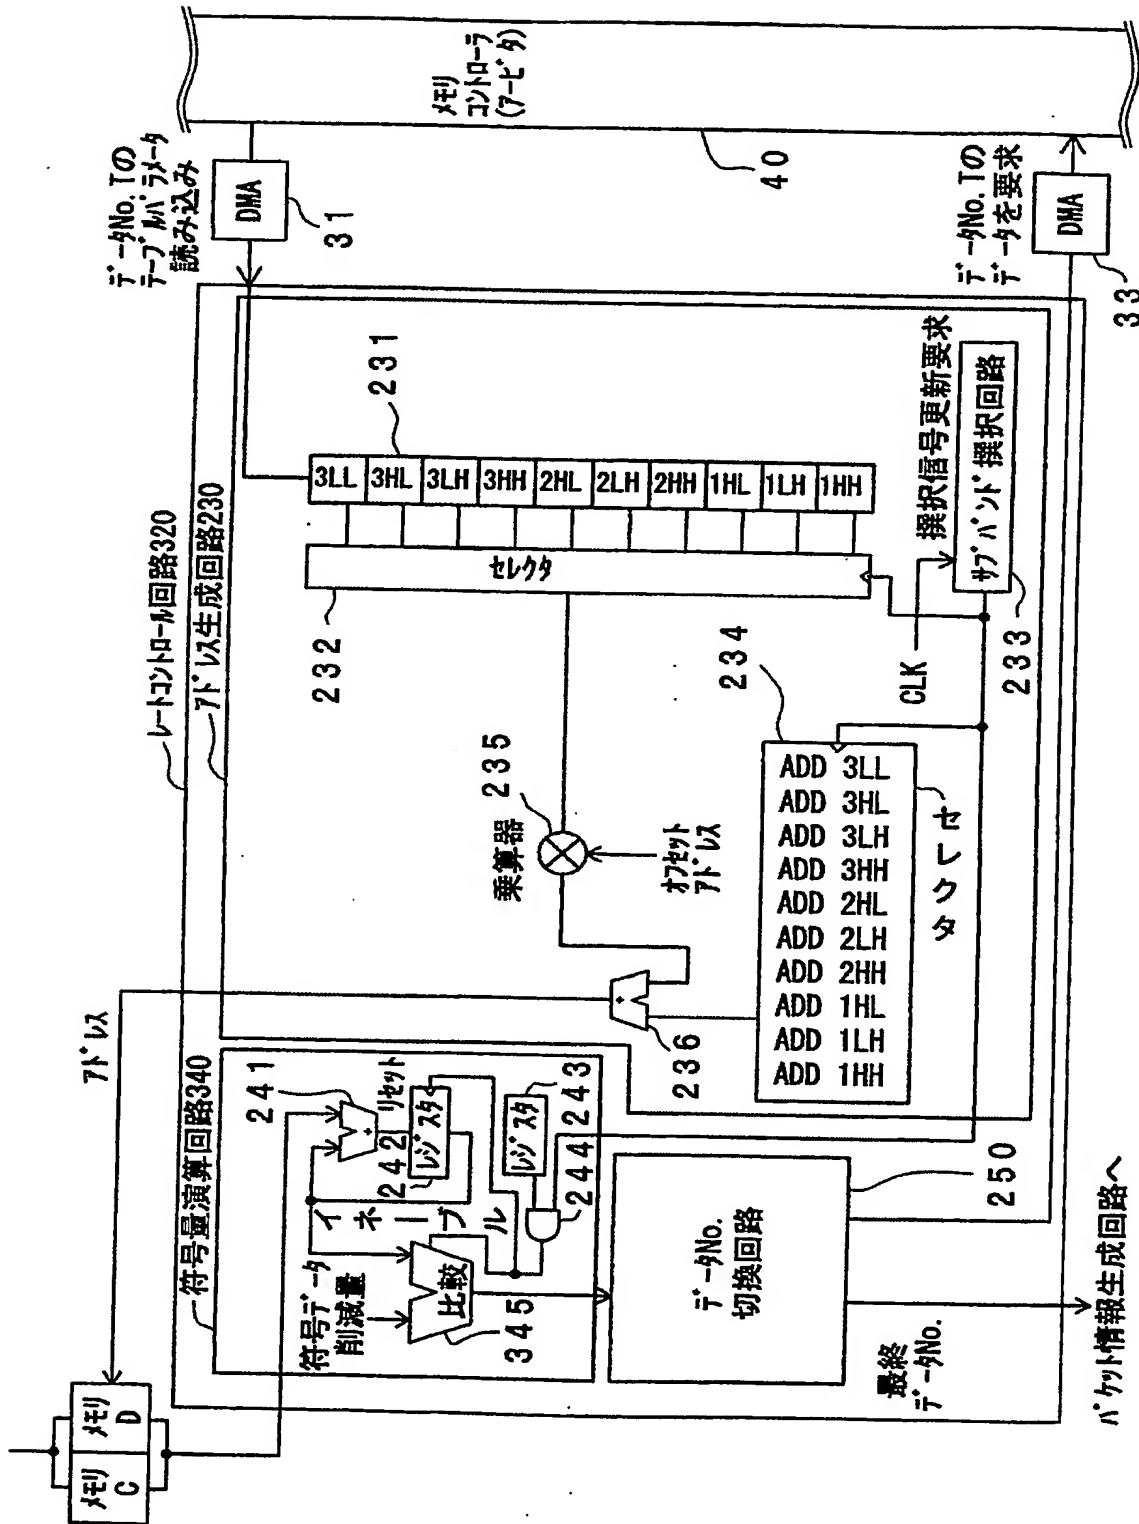 メモリ
C
メモリ
D
アドレス
レートコントロール回路320
アドレス生成回路230
符号量演算回路340
241
リセット
242
レジスタ
イネーブル
レジスタ
243
244
符号データ
削減量
比較
345
データNo.
切換回路
250
最終
データNo.
パケット情報生成回路へ
データNo.Tの
テーブルパラメータ
読み込み
DMA
31
メモリ
コントローラ
(アービタ)
40
231
3LL
3HL
3LH
3HH
2HL
2LH
2HH
1HL
1LH
1HH
セレクタ
232
乗算器
235
オフセット
アドレス
+
236
234
ADD 3LL
ADD 3HL
ADD 3LH
ADD 3HH
ADD 2HL
ADD 2LH
ADD 2HH
ADD 1HL
ADD 1LH
ADD 1HH
セレクタ
CLK
撰択信号更新要求
サブバンド撰択回路
233
データNo.Tの
データを要求
DMA
33